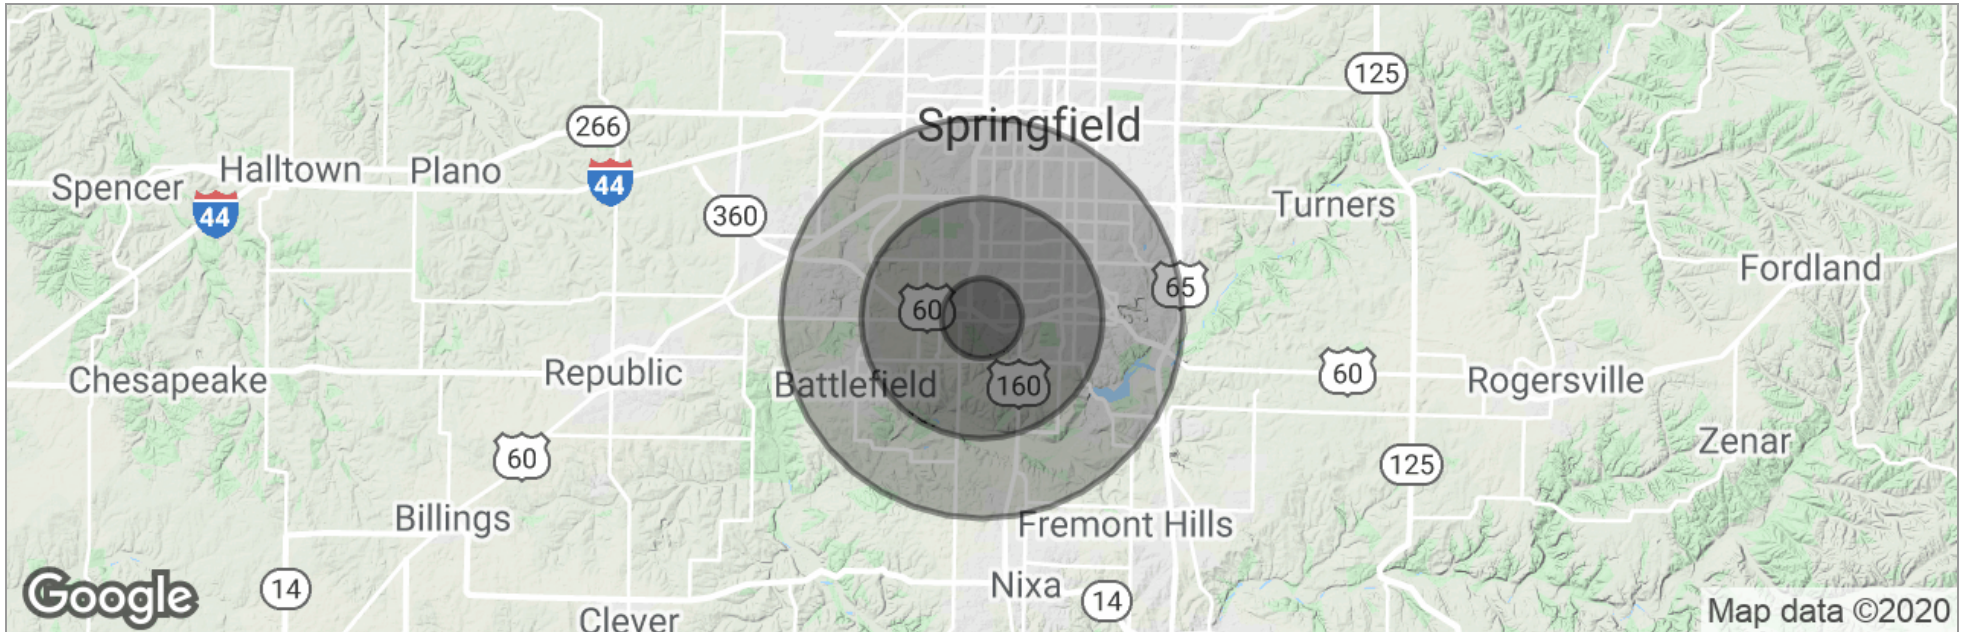 125
Springfield
266
Halltown
Plano
Spencer
44
44
360
Turners
Fordland
65
60
Republic
Chesapeake
Battlefield
160
60
Rogersville
Zenar
60
125
Billings
Fremont Hills
Nixa
14
14
Google
Clever
Map data ©2020